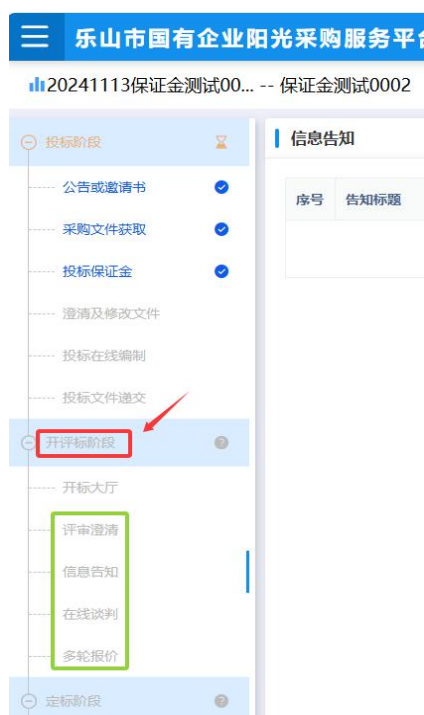 乐山市国有企业阳光采购服务平台
20241113保证金测试00... -- 保证金测试0002
投标阶段
公告或邀请书
采购文件获取
投标保证金
澄清及修改文件
投标在线编制
投标文件递交
开评标阶段
开标大厅
评审澄清
信息告知
在线谈判
多轮报价
定标阶段
信息告知
序号 告知标题